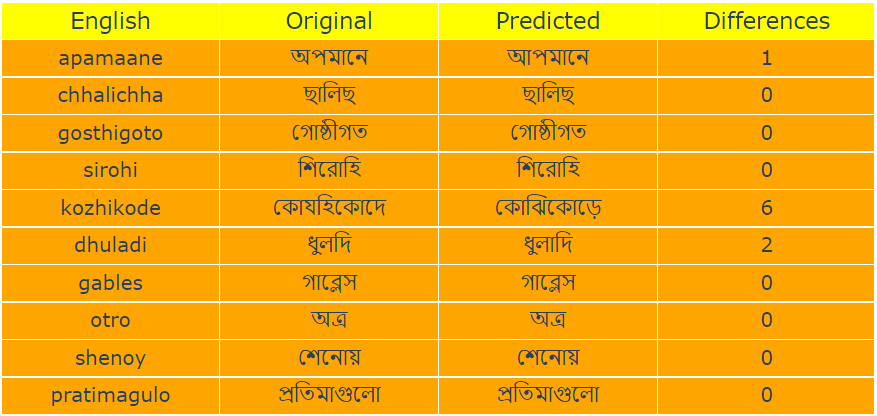 English Original Predicted Differences
apamaane অপমানে আপমানে 1
chhalichha ছালিছ ছালিছ 0
gosthigoto গোষ্ঠীগত গোষ্ঠীগত 0
sirohi শিরোহি শিরোহি 0
kozhikode কোযহিকোদে কোঝিকোড়ে 6
dhuladi ধুলদি ধুলাদি 2
gables গাব্লেস গাব্লেস 0
otro অত্র অত্র 0
shenoy শেনোয় শেনোয় 0
pratimagulo প্রতিমাগুলো প্রতিমাগুলো 0